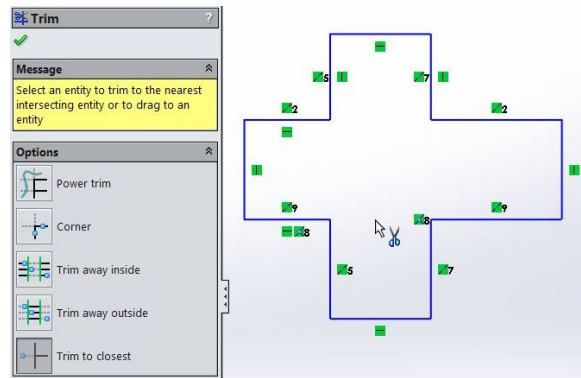 Trim
?
Message
Select an entity to trim to the nearest
intersecting entity or to drag to an
entity
Options
Power trim
Corner
Trim away inside
Trim away outside
Trim to closest
5
7
2
2
9
8
8
9
5
7